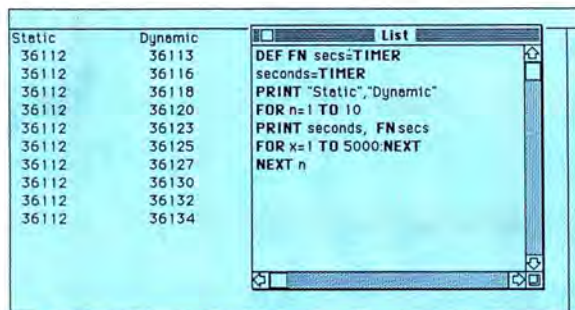 Static Dynamic
36112 36113
36112 36116
36112 36118
36112 36120
36112 36123
36112 36125
36112 36127
36112 36130
36112 36132
36112 36134
List
DEF FN secs=TIMER
seconds=TIMER
PRINT "Static","Dynamic"
FOR n=1 TO 10
PRINT seconds, FN secs
FOR x=1 TO 5000:NEXT
NEXT n